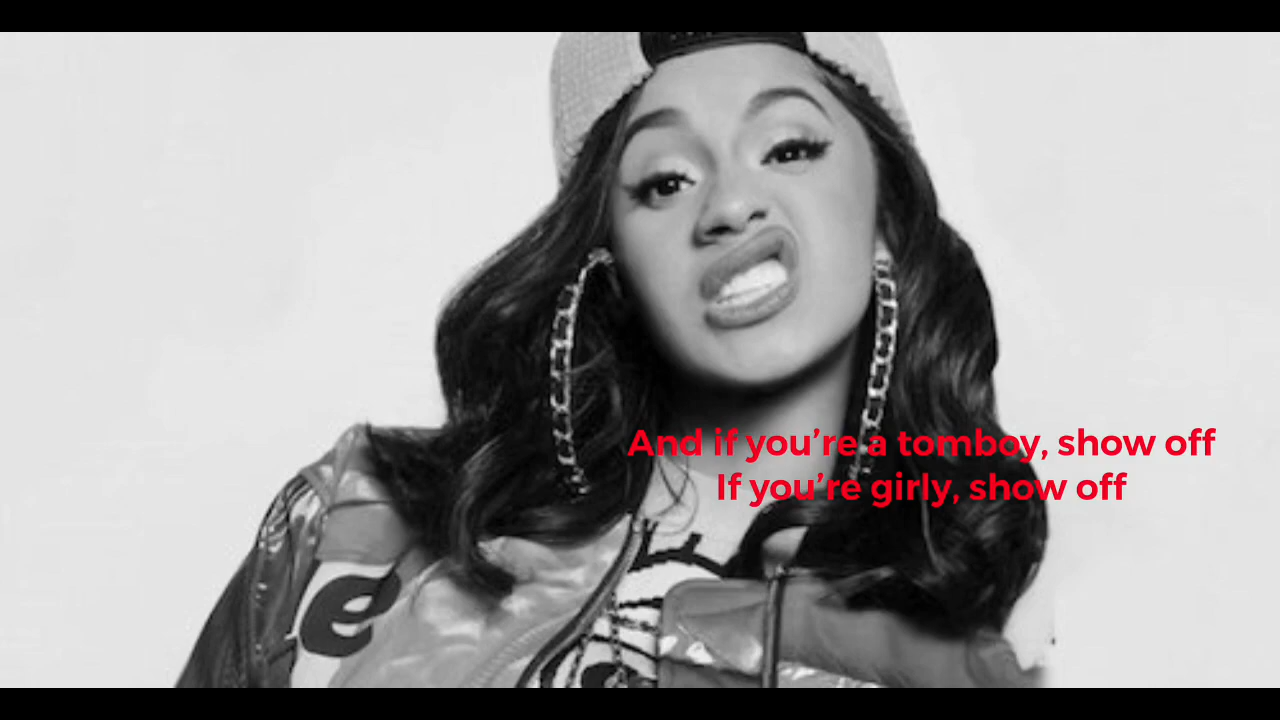 And if you’re a tomboy, show off
If you’re girly, show off
e